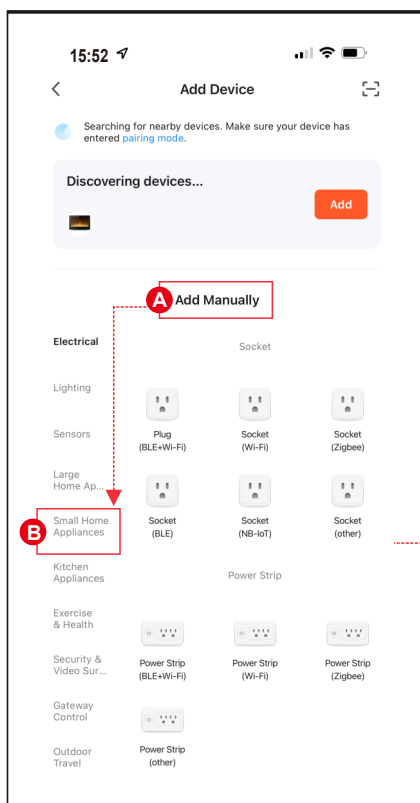 15:52
Add Device
Searching for nearby devices. Make sure your device has
entered pairing mode.
Discovering devices...
Add
A
Add Manually
Electrical
Socket
Lighting
Plug
(BLE+Wi-Fi)
Socket
(Wi-Fi)
Socket
(Zigbee)
Sensors
Large
Home Ap...
Socket
(BLE)
Socket
(NB-IoT)
Socket
(other)
B
Small Home
Appliances
Kitchen
Appliances
Power Strip
Exercise
& Health
Power Strip
(BLE+Wi-Fi)
Power Strip
(Wi-Fi)
Power Strip
(Zigbee)
Security &
Video Sur...
Gateway
Control
Power Strip
(other)
Outdoor
Travel